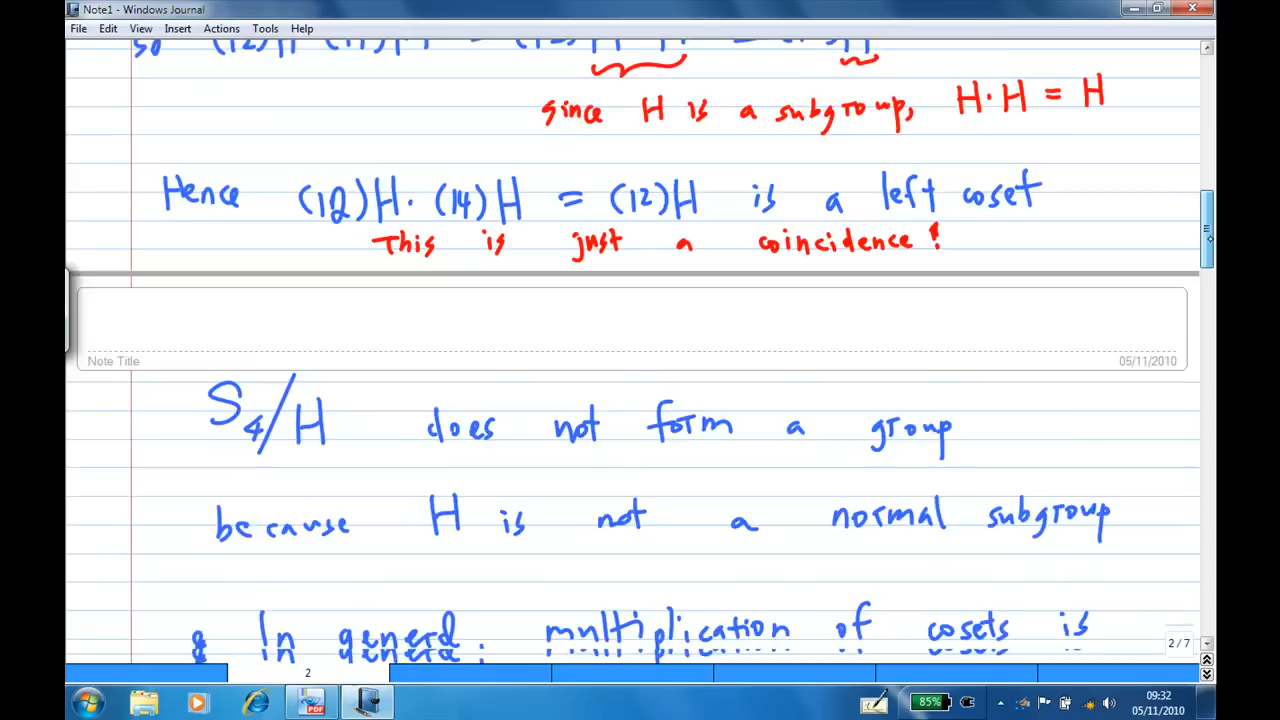 Note1 - Windows Journal
File Edit View Insert Actions Tools Help
so (12)H
since H is a subgroup, H·H = H
Hence (12)H·(14)H = (12)H is a left coset
This is just a coincidence!
Note Title 05/11/2010
S4/H does not form a group
because H is not a normal subgroup
In general, multiplication of cosets is
2 / 7
2
85% 09:32
05/11/2010